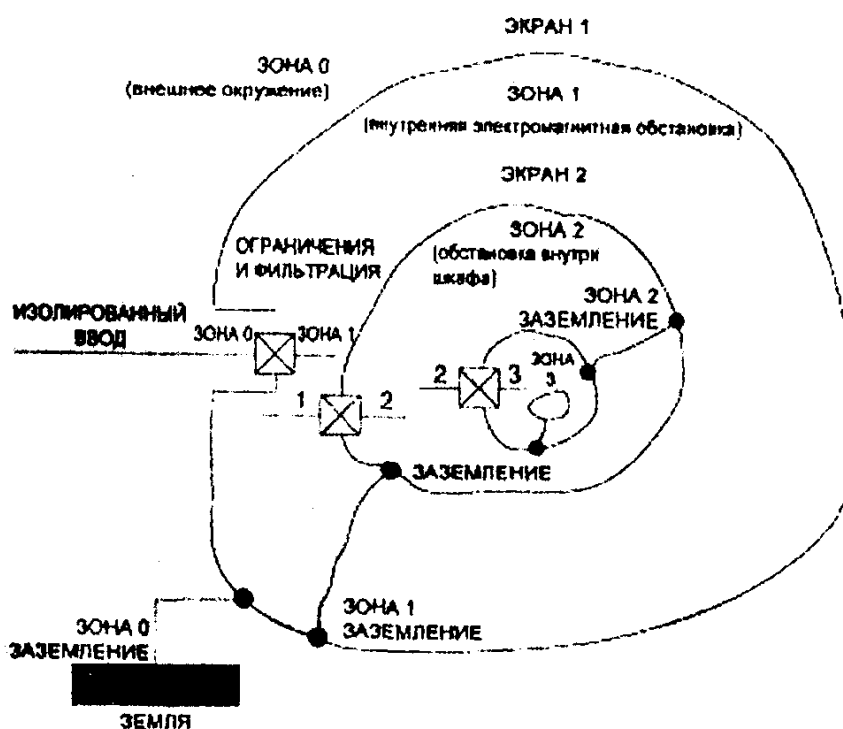 ЭКРАН 1
ЗОНА 0
(внешнее окружение)
ЗОНА 1
(внутренняя электромагнитная обстановка)
ЭКРАН 2
ЗОНА 2
(обстановка внутри
шкафа)
ОГРАНИЧЕНИЯ
И ФИЛЬТРАЦИЯ
ЗОНА 2
ЗАЗЕМЛЕНИЕ
ИЗОЛИРОВАННЫЙ
ВВОД
ЗОНА 0
ЗОНА 1
ЗОНА
3
2
3
1
2
ЗАЗЕМЛЕНИЕ
ЗОНА 1
ЗАЗЕМЛЕНИЕ
ЗОНА 0
ЗАЗЕМЛЕНИЕ
ЗЕМЛЯ